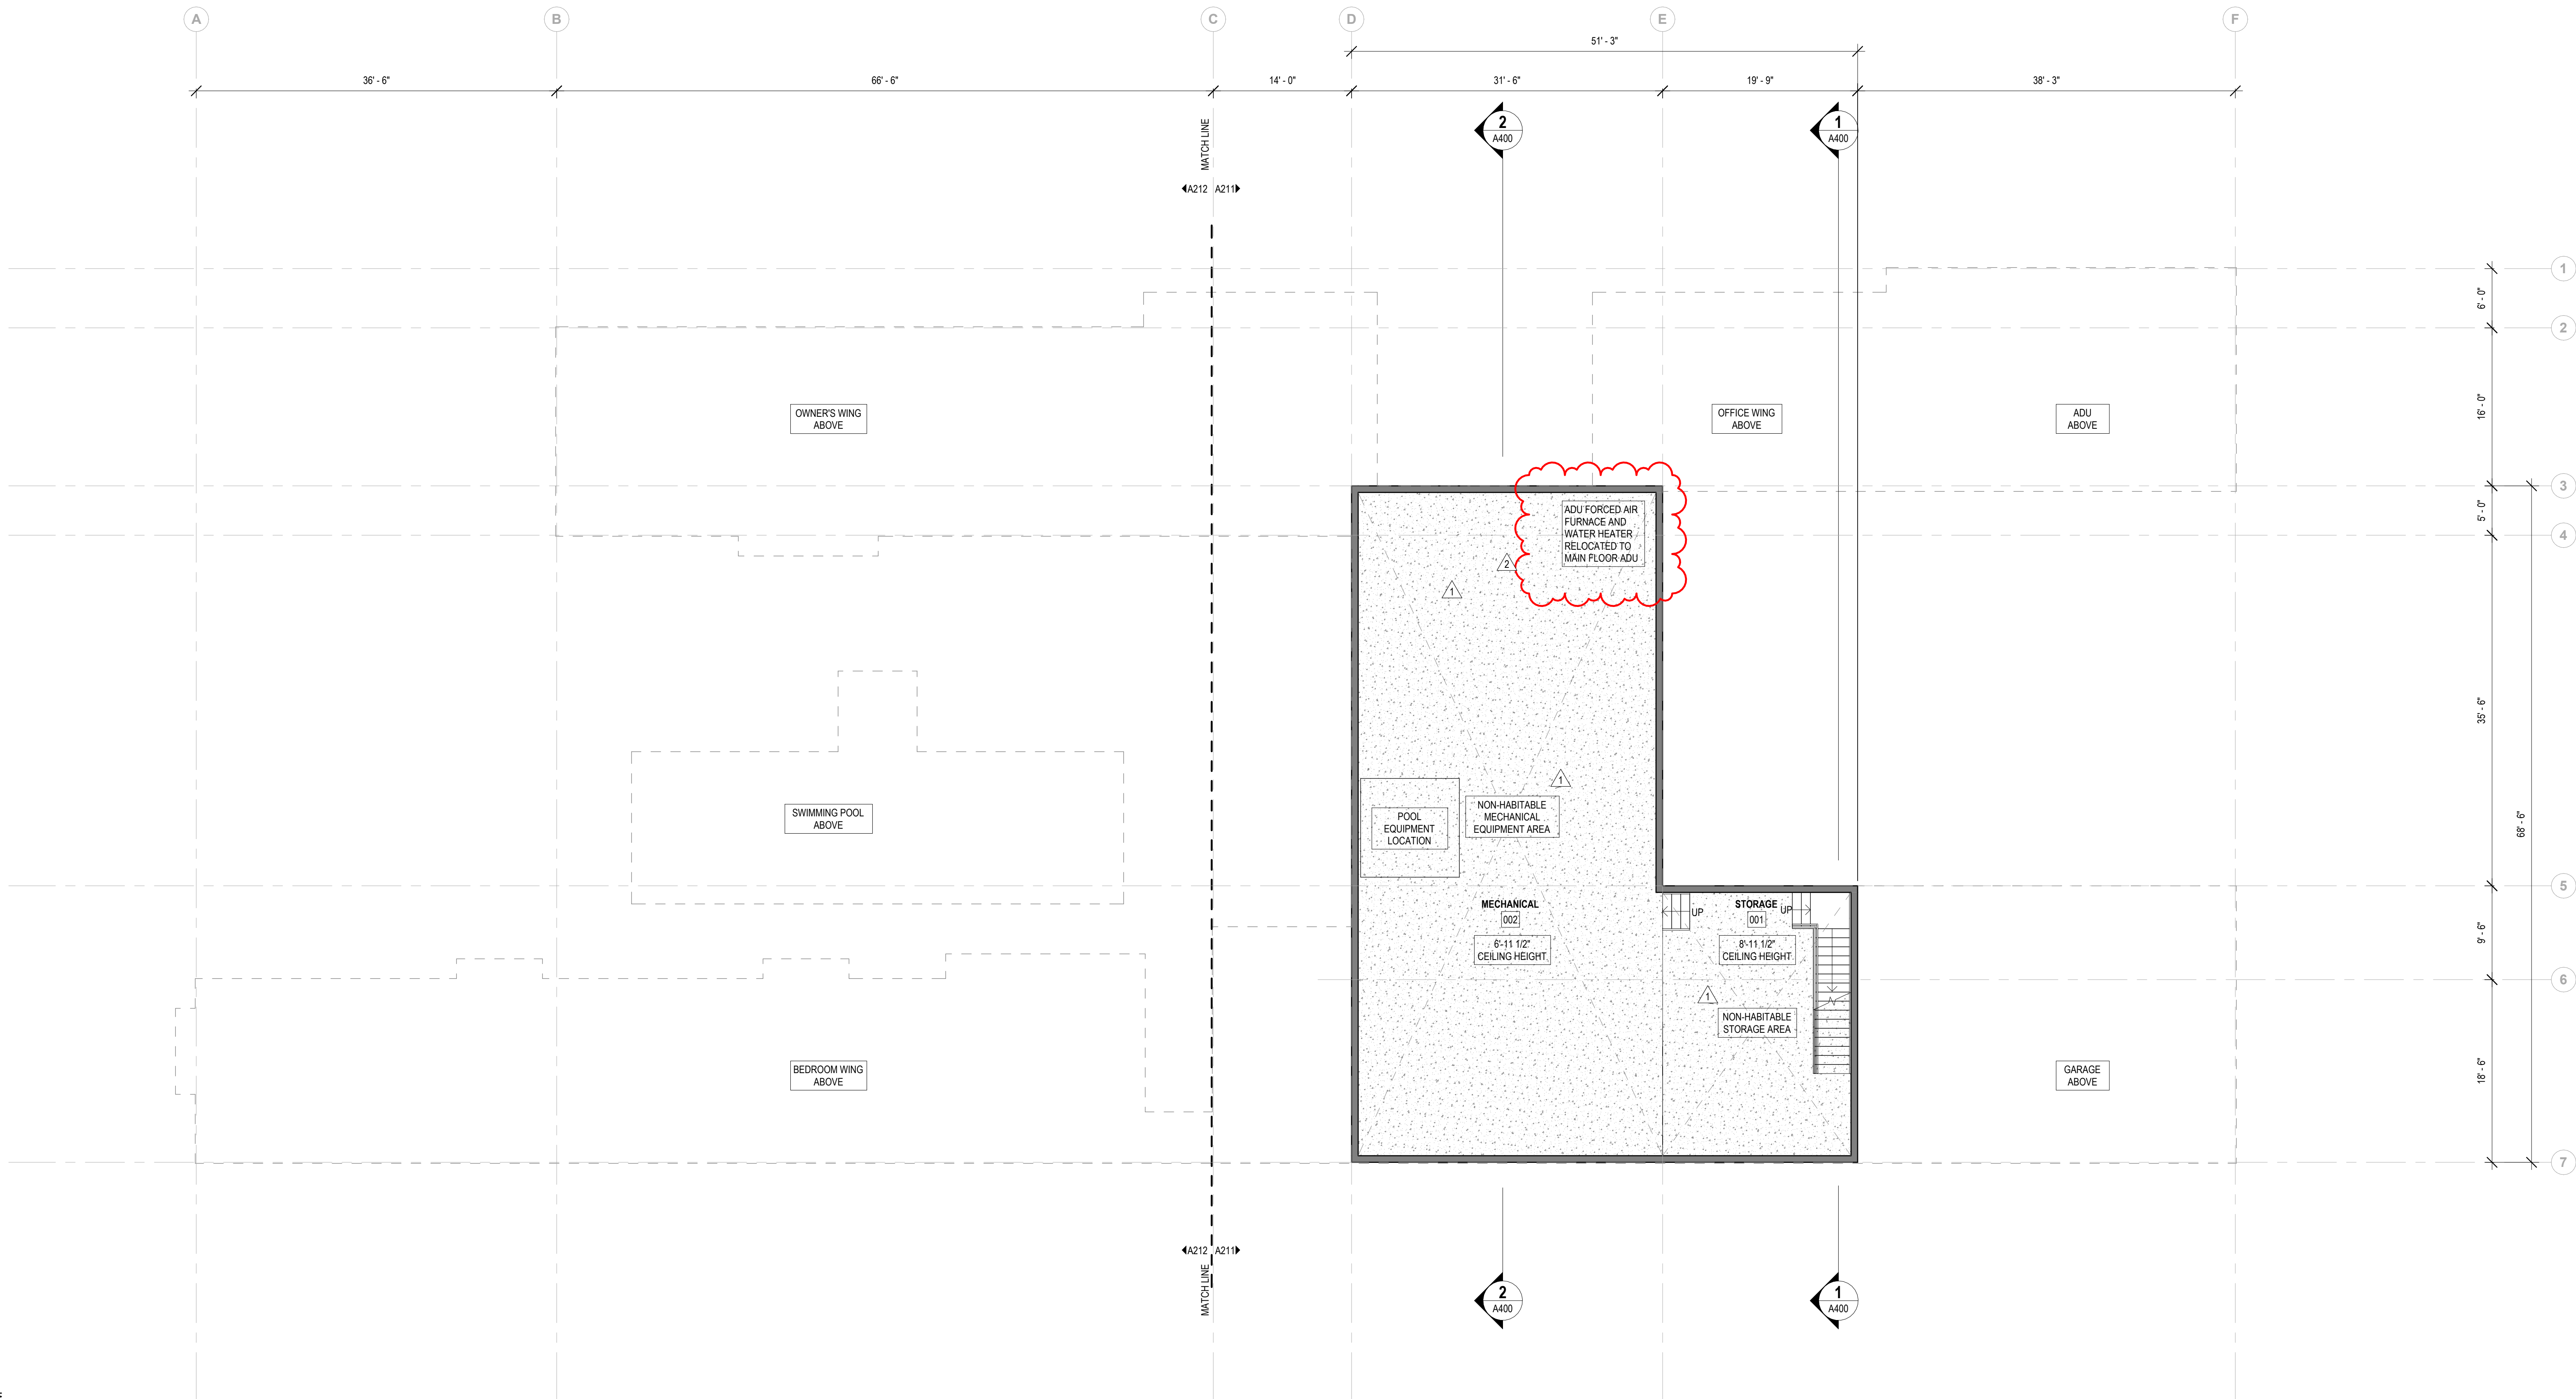 A
B
C
D
E
F
51' - 3"
36' - 6"
66' - 6"
14' - 0"
31' - 6"
19' - 9"
38' - 3"
MATCH LINE
2
A400
1
A400
A212
A211
1
6' - 0"
2
16' - 0"
OWNER'S WING
ABOVE
OFFICE WING
ABOVE
ADU
ABOVE
3
5' - 0"
4
ADU FORCED AIR
FURNACE AND
WATER HEATER
RELOCATED TO
MAIN FLOOR ADU
2
1
35' - 6"
1
SWIMMING POOL
ABOVE
POOL
EQUIPMENT
LOCATION
NON-HABITABLE
MECHANICAL
EQUIPMENT AREA
68' - 6"
5
MECHANICAL
002
6'-11 1/2"
CEILING HEIGHT
UP
STORAGE
001
UP
8'-11 1/2"
CEILING HEIGHT
9' - 6"
6
1
NON-HABITABLE
STORAGE AREA
BEDROOM WING
ABOVE
GARAGE
ABOVE
18' - 6"
7
A212
A211
MATCH LINE
2
A400
1
A400